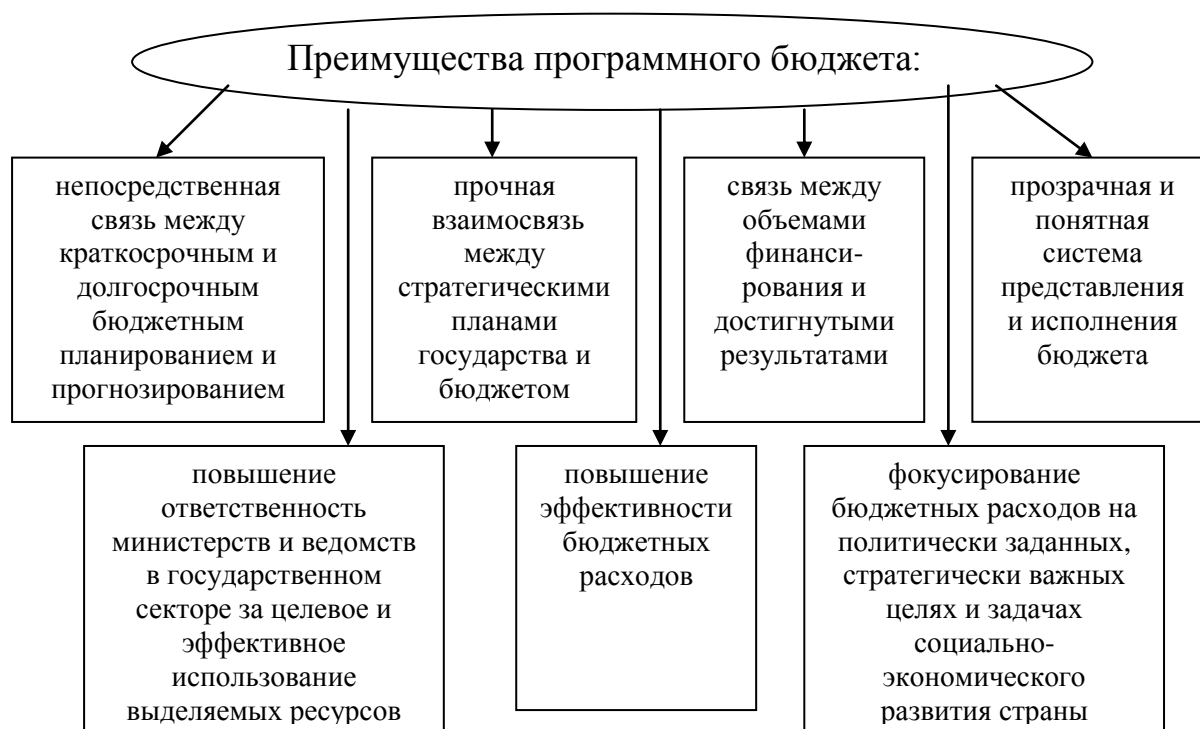 Преимущества программного бюджета:
непосредственная
связь между
краткосрочным и
долгосрочным
бюджетным
планированием и
прогнозированием
прочная
взаимосвязь
между
стратегическими
планами
государства и
бюджетом
связь между
объемами
финанси-
рования и
достигнутыми
результатами
прозрачная и
понятная
система
представления
и исполнения
бюджета
повышение
ответственность
министерств и ведомств
в государственном
секторе за целевое и
эффективное
использование
выделяемых ресурсов
повышение
эффективности
бюджетных
расходов
фокусирование
бюджетных расходов на
политически заданных,
стратегически важных
целях и задачах
социально-
экономического
развития страны